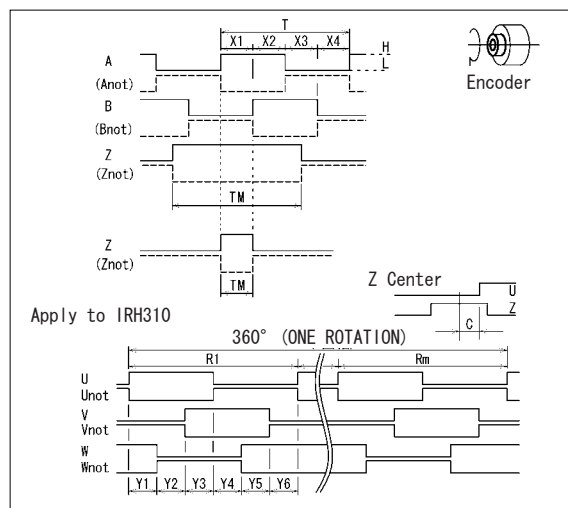 T
X1 X2 X3 X4
A
(Anot)
H
L
Encoder
B
(Bnot)
Z
(Znot)
TM
Z
(Znot)
TM
Z Center
U
Z
C
Apply to IRH310
360° (ONE ROTATION)
R1
Rm
U
Unot
V
Vnot
W
Wnot
Y1 Y2 Y3 Y4 Y5 Y6